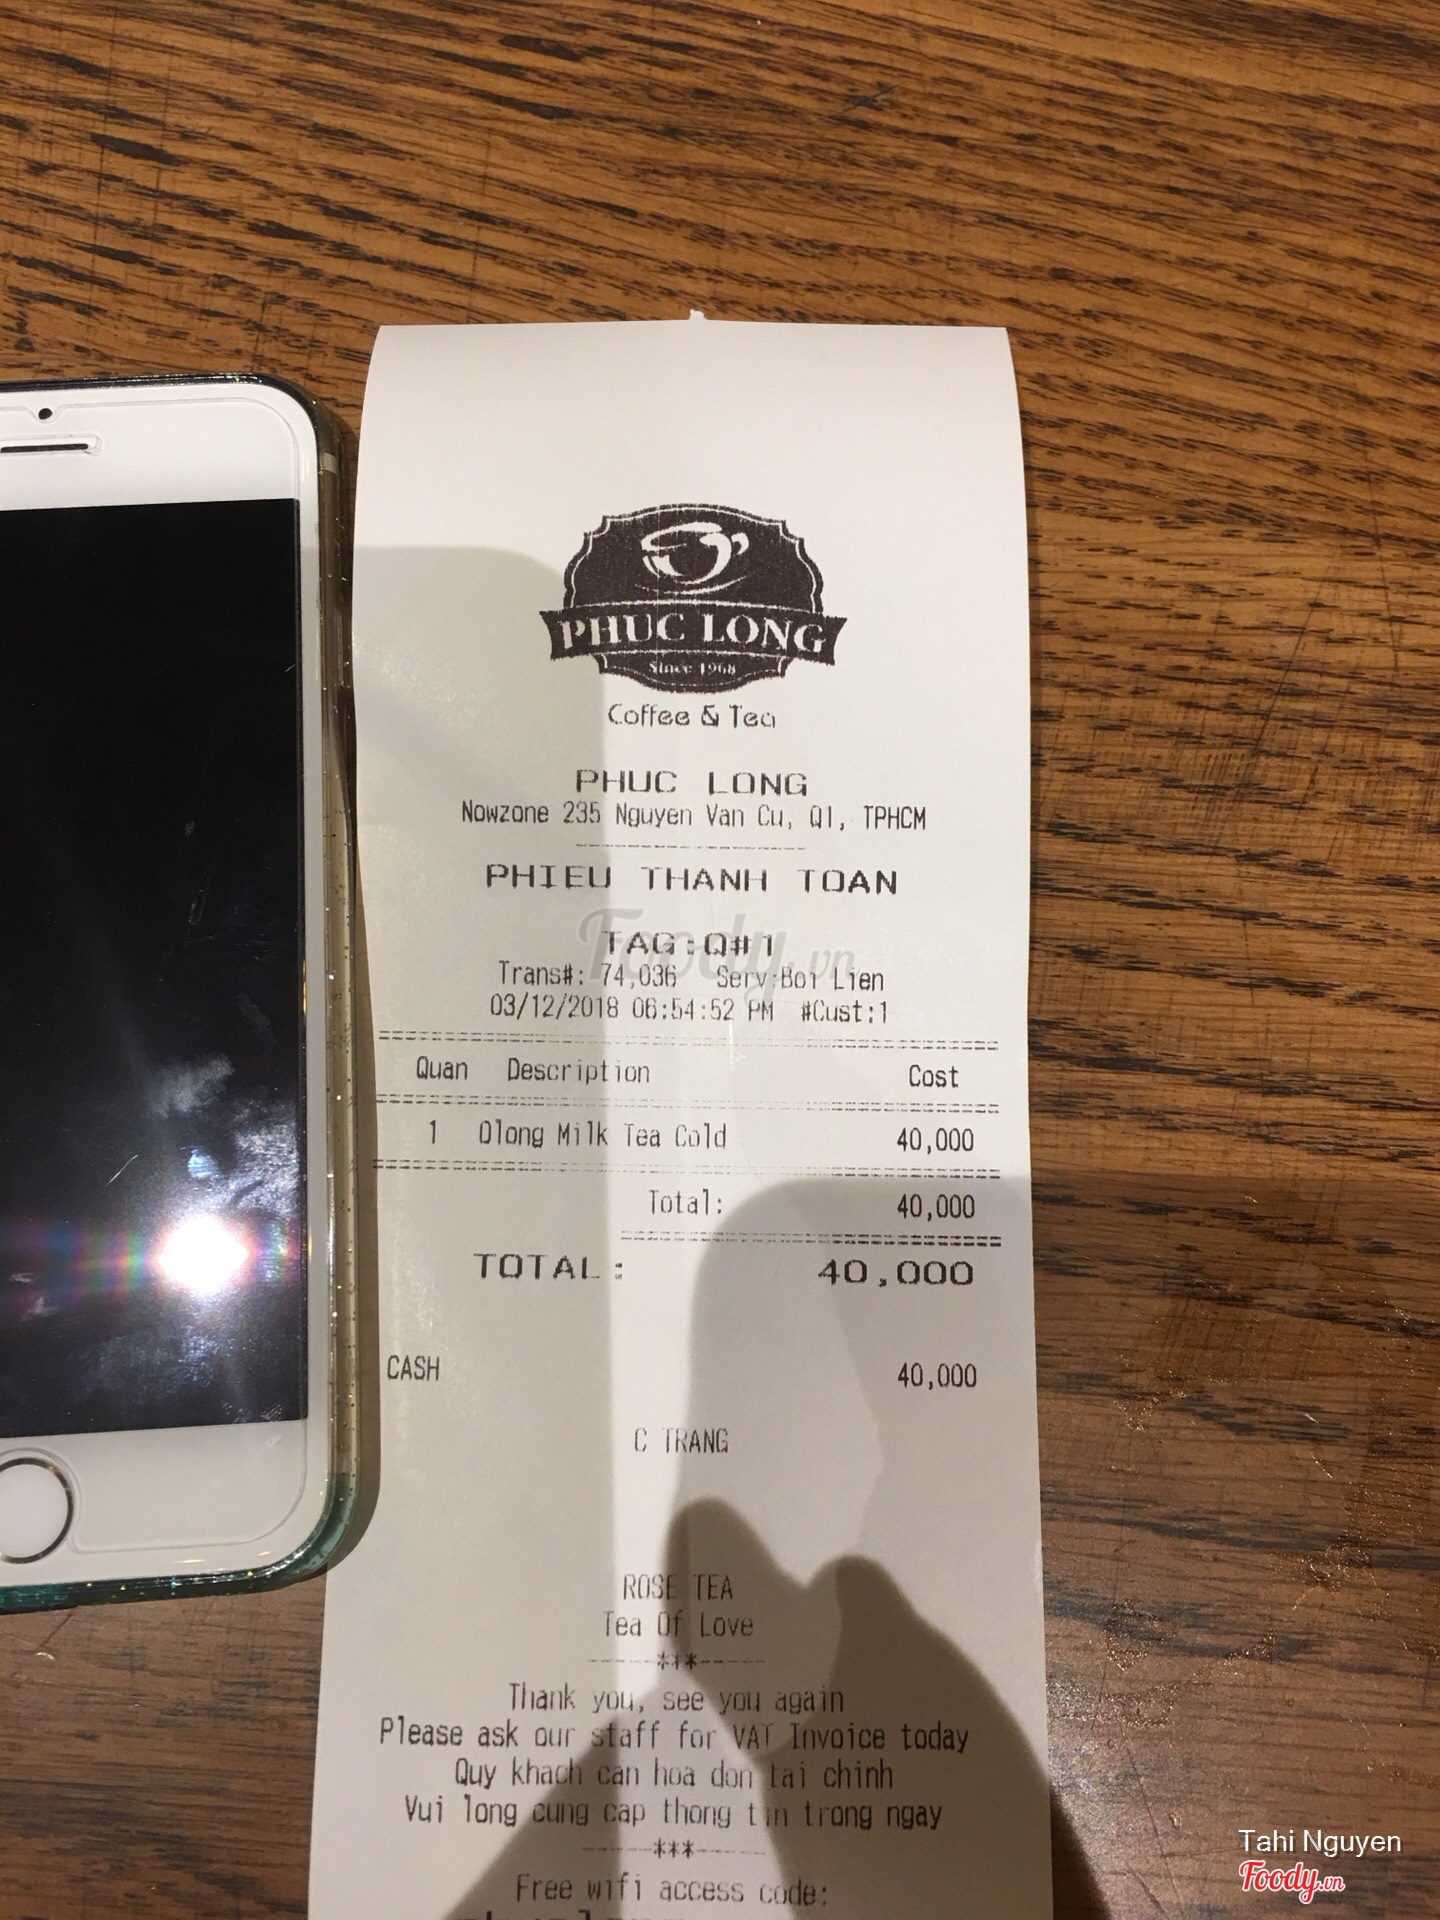 PHUC LONG
Since 1968
Coffee & Tea
PHUC LONG
Nowzone 235 Nguyen Van Cu, Q1, TPHCM
PHIEU THANH TOAN
Foody.vn
TAG:Q#1
Trans#: 74,036 Serv:Boi Lien
03/12/2018 06:54:52 PM #Cust:1
Quan Description Cost
1 Olong Milk Tea Cold 40,000
Total: 40,000
TOTAL: 40,000
CASH 40,000
C TRANG
ROSE TEA
Tea Of Love
------***------
Thank you, see you again
Please ask our staff for VAT Invoice today
Quy khach can hoa don tai chinh
Vui long cung cap thong tin trong ngay
------***------
Free wifi access code:
Tahi Nguyen
Foody.vn